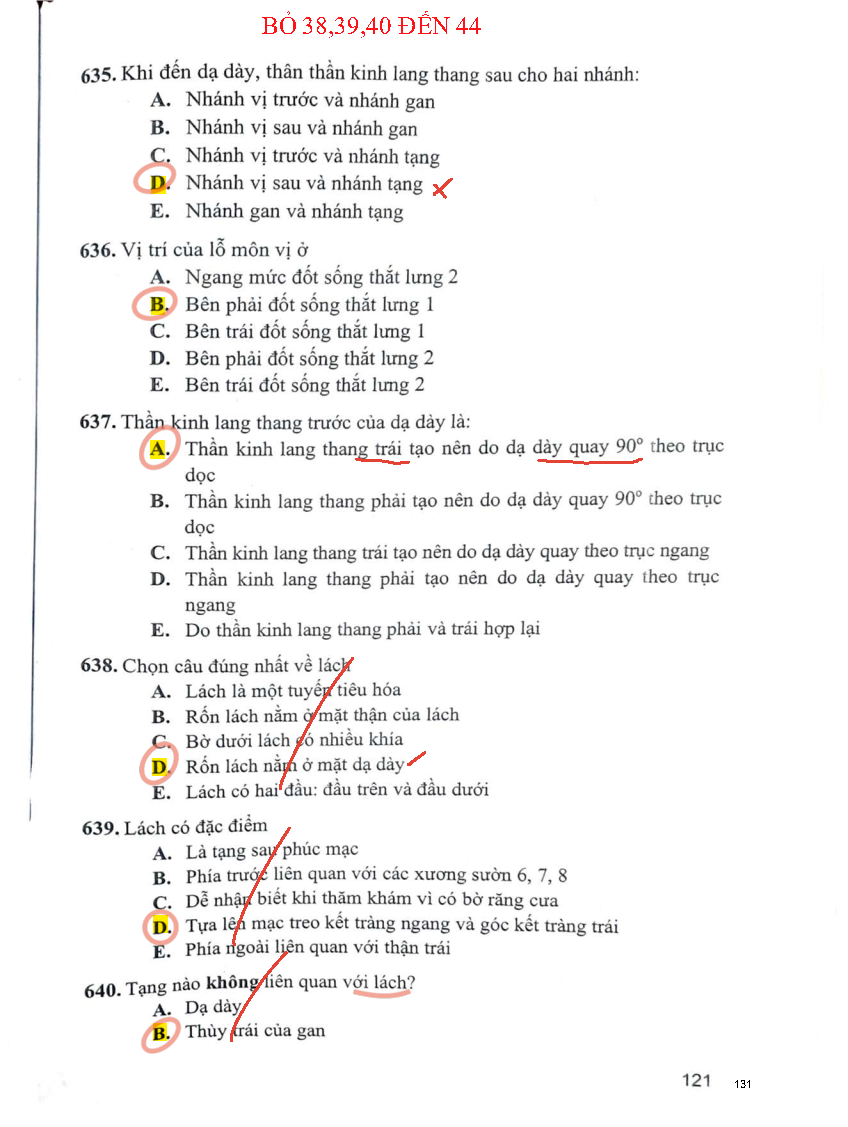 BỎ 38,39,40 ĐẾN 44
635. Khi đến dạ dày, thân thần kinh lang thang sau cho hai nhánh:
A. Nhánh vị trước và nhánh gan
B. Nhánh vị sau và nhánh gan
C. Nhánh vị trước và nhánh tạng
D. Nhánh vị sau và nhánh tạng
E. Nhánh gan và nhánh tạng
636. Vị trí của lỗ môn vị ở
A. Ngang mức đốt sống thắt lưng 2
B. Bên phải đốt sống thắt lưng 1
C. Bên trái đốt sống thắt lưng 1
D. Bên phải đốt sống thắt lưng 2
E. Bên trái đốt sống thắt lưng 2
637. Thần kinh lang thang trước của dạ dày là:
A. Thần kinh lang thang trái tạo nên do dạ dày quay 90º theo trục
dọc
B. Thần kinh lang thang phải tạo nên do dạ dày quay 90º theo trục
dọc
C. Thần kinh lang thang trái tạo nên do dạ dày quay theo trục ngang
D. Thần kinh lang thang phải tạo nên do dạ dày quay theo trục
ngang
E. Do thần kinh lang thang phải và trái hợp lại
638. Chọn câu đúng nhất về lách
A. Lách là một tuyến tiêu hóa
B. Rốn lách nằm ở mặt thận của lách
C. Bờ dưới lách có nhiều khía
D. Rốn lách nằm ở mặt dạ dày
E. Lách có hai đầu: đầu trên và đầu dưới
639. Lách có đặc điểm
A. Là tạng sau phúc mạc
B. Phía trước liên quan với các xương sườn 6, 7, 8
C. Dễ nhận biết khi thăm khám vì có bờ răng cưa
D. Tựa lên mạc treo kết tràng ngang và góc kết tràng trái
E. Phía ngoài liên quan với thận trái
640. Tạng nào không liên quan với lách?
A. Dạ dày
B. Thùy trái của gan
121 131